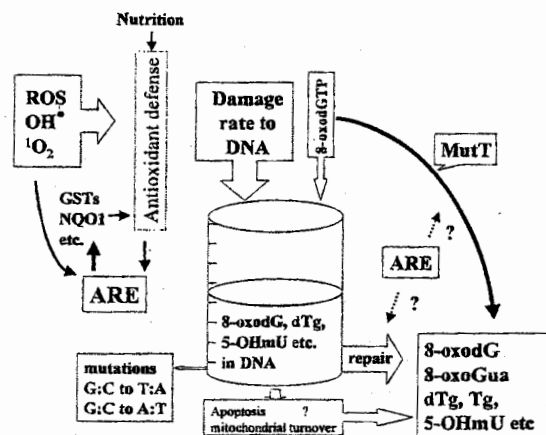 Nutrition
ROS
OH•
¹O₂
Antioxidant defense
Damage
rate to
DNA
8-oxodGTP
MutT
GSTs
NQO1
etc.
ARE
?
ARE
?
8-oxodG, dTg,
5-OHmU etc.
in DNA
repair
mutations
G:C to T:A
G:C to A:T
Apoptosis ?
mitochondrial turnover
8-oxodG
8-oxoGua
dTg, Tg,
5-OHmU etc